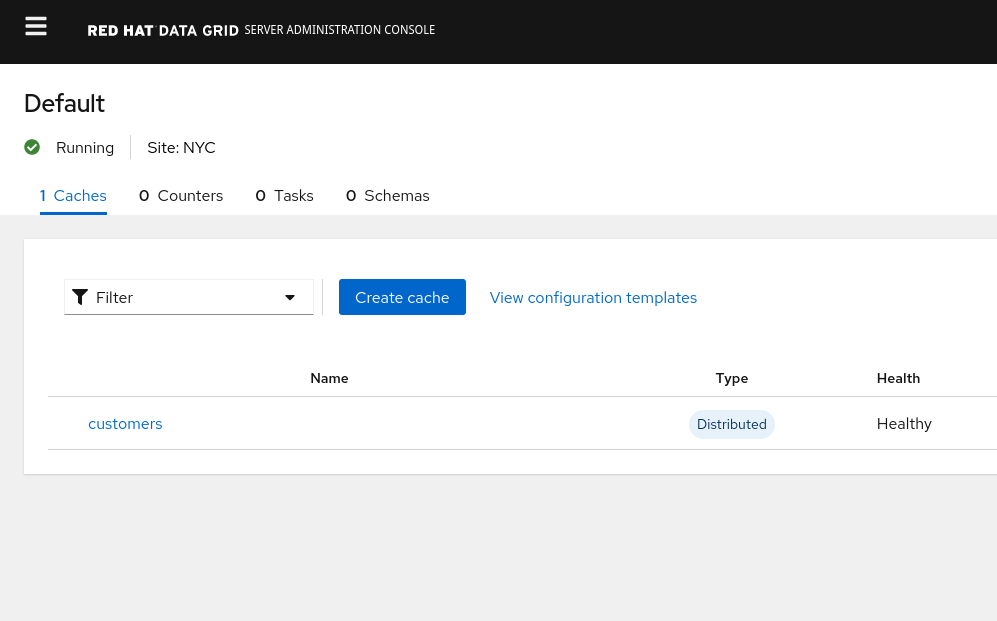 RED HAT DATA GRID SERVER ADMINISTRATION CONSOLE
Default
Running Site: NYC
1 Caches 0 Counters 0 Tasks 0 Schemas
Filter Create cache View configuration templates
Name Type Health
customers Distributed Healthy